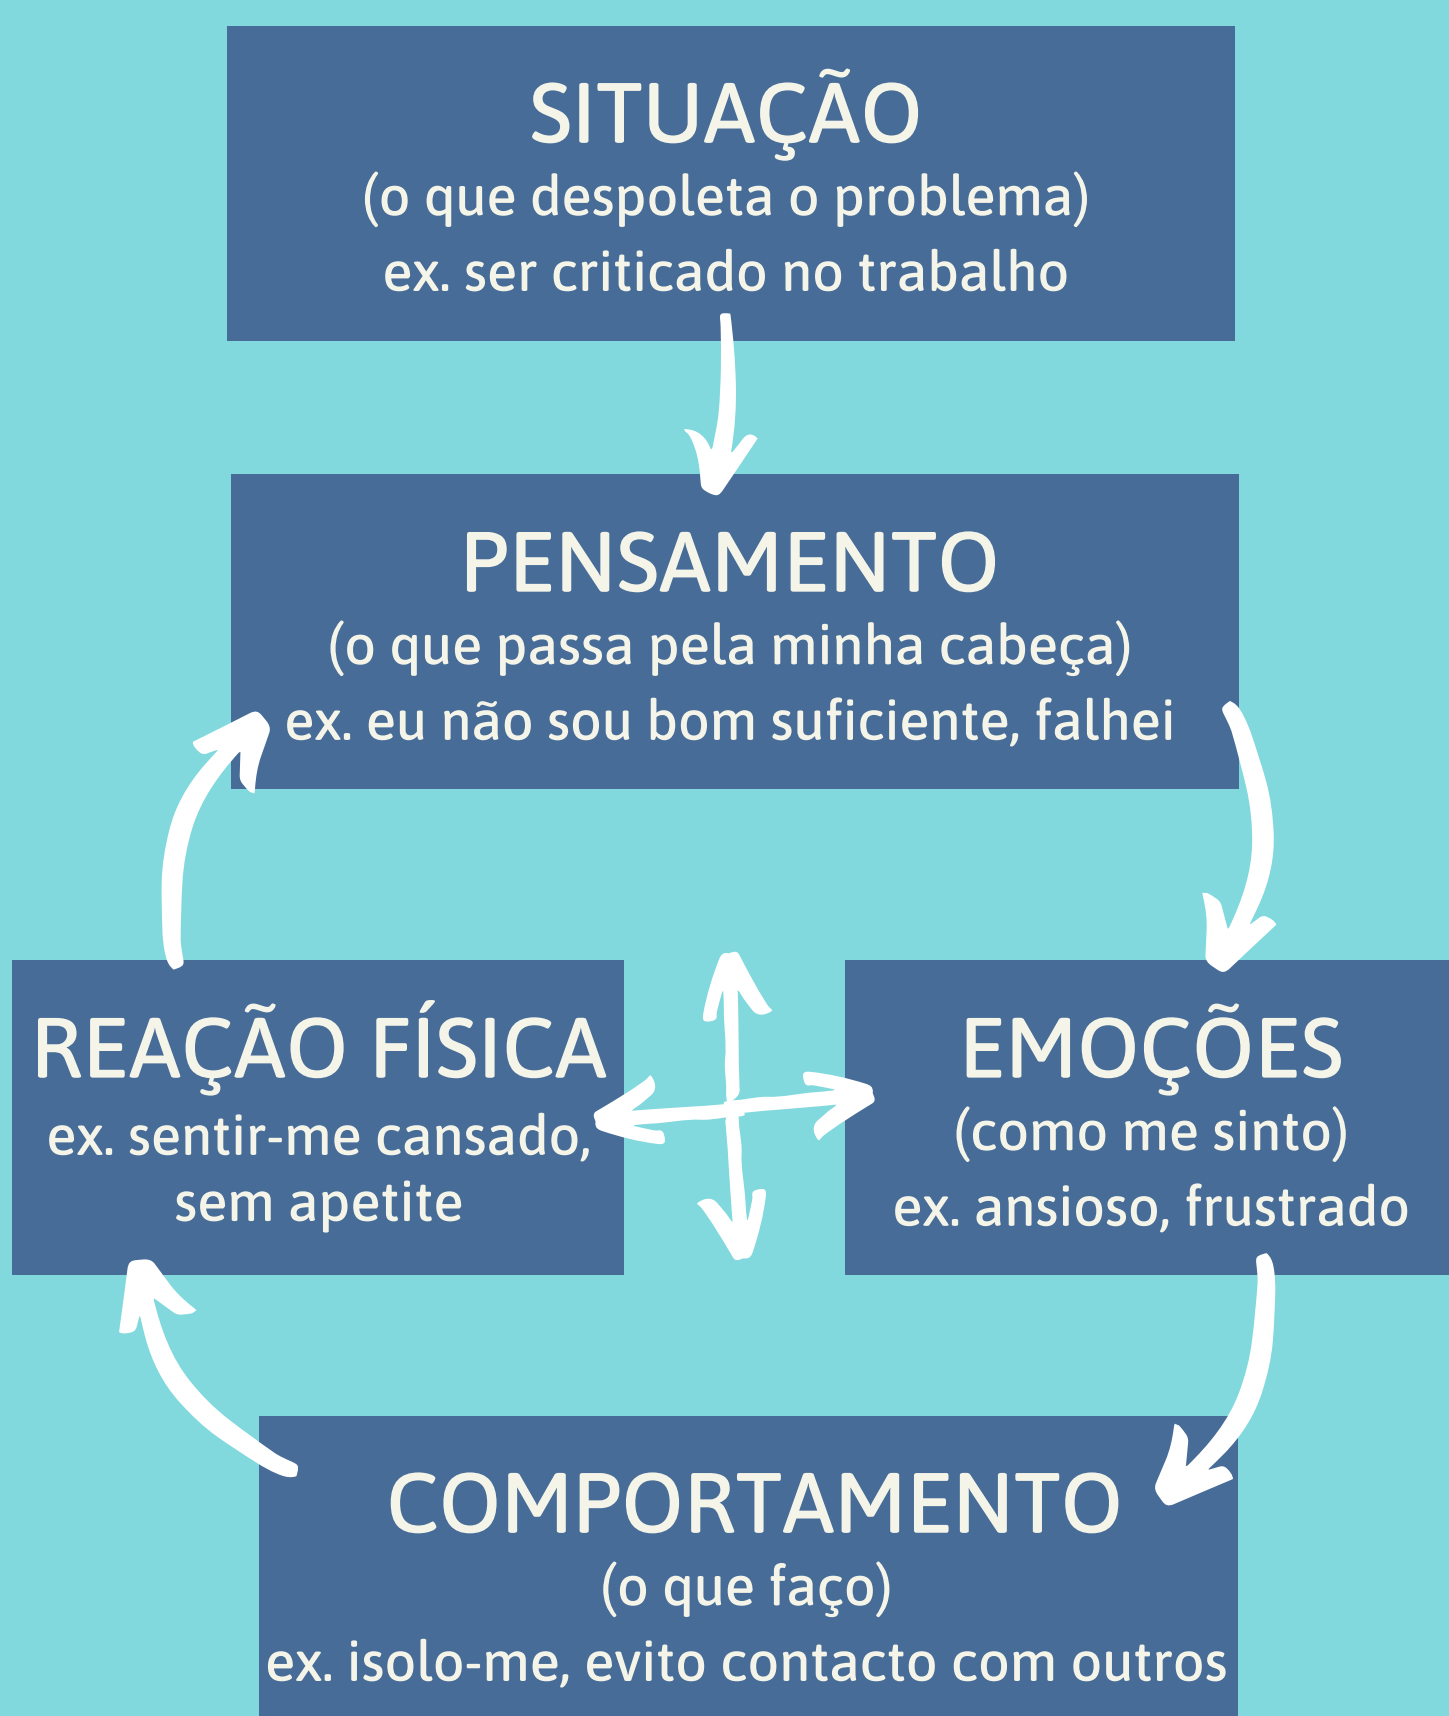 SITUAÇÃO
(o que despoleta o problema)
ex. ser criticado no trabalho
PENSAMENTO
(o que passa pela minha cabeça)
ex. eu não sou bom suficiente, falhei
REAÇÃO FÍSICA
ex. sentir-me cansado,
sem apetite
EMOÇÕES
(como me sinto)
ex. ansioso, frustrado
COMPORTAMENTO
(o que faço)
ex. isolo-me, evito contacto com outros